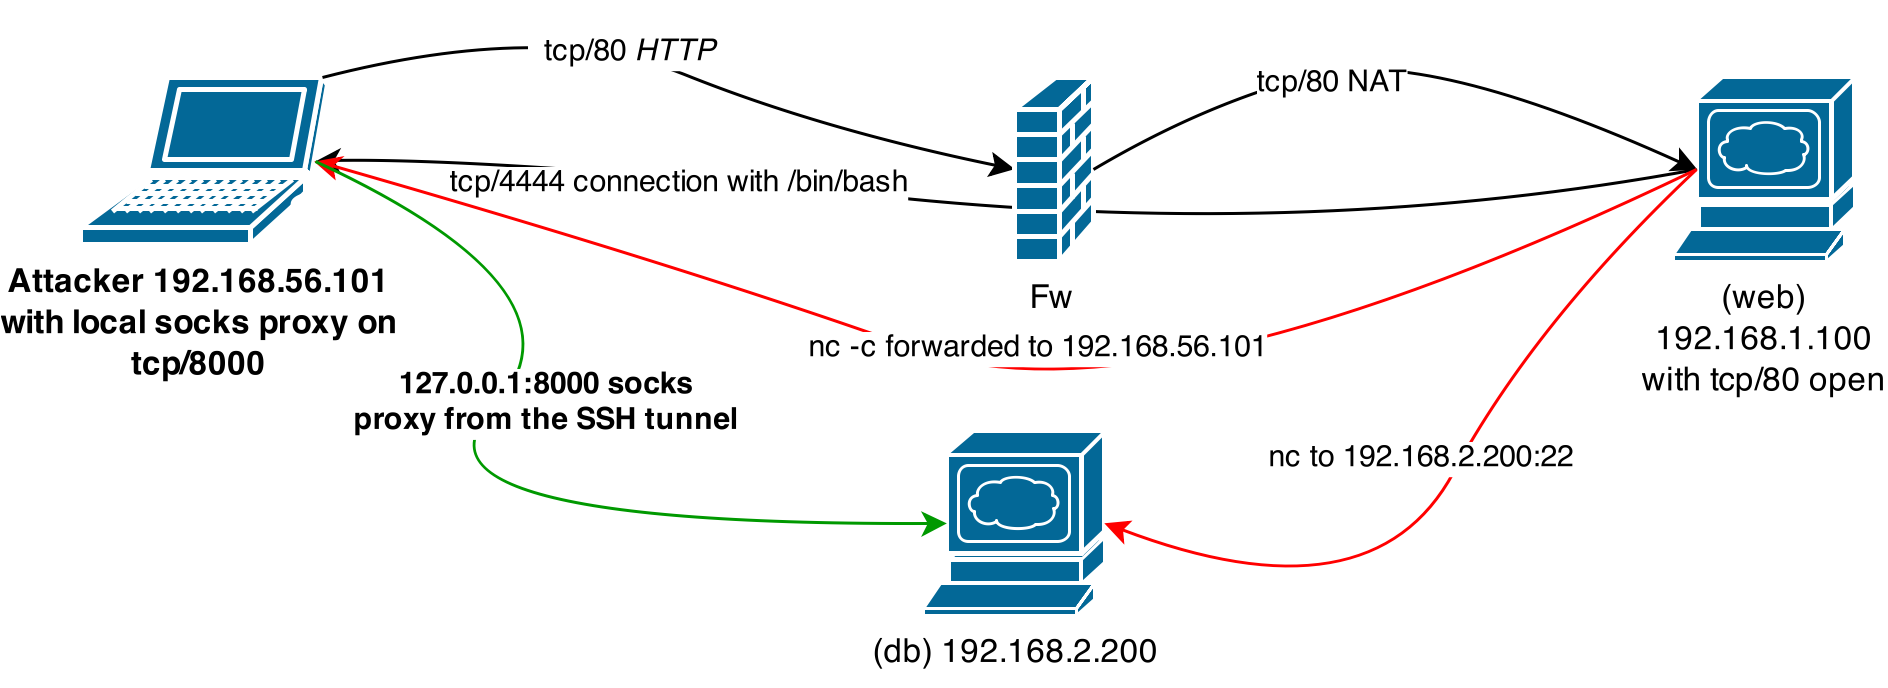 tcp/80 HTTP
tcp/80 NAT
tcp/4444 connection with /bin/bash
Attacker 192.168.56.101
with local socks proxy on
tcp/8000
Fw
(web)
192.168.1.100
with tcp/80 open
nc -c forwarded to 192.168.56.101
127.0.0.1:8000 socks
proxy from the SSH tunnel
nc to 192.168.2.200:22
(db) 192.168.2.200